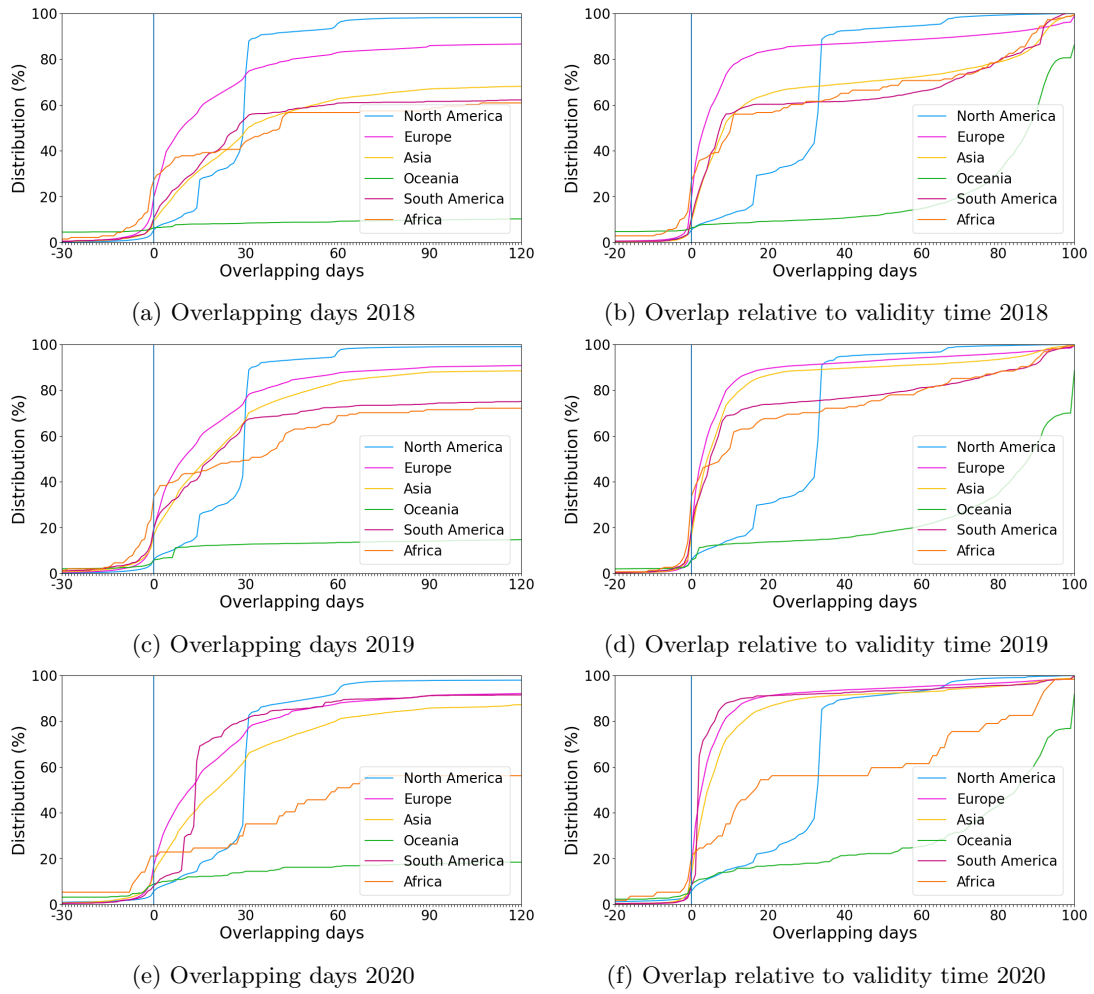 100
80
60
40
20
0
Distribution (%)
-30 0 30 60 90 120
Overlapping days
North America
Europe
Asia
Oceania
South America
Africa
(a) Overlapping days 2018
100
80
60
40
20
0
Distribution (%)
-20 0 20 40 60 80 100
Overlapping days
North America
Europe
Asia
Oceania
South America
Africa
(b) Overlap relative to validity time 2018
100
80
60
40
20
0
Distribution (%)
-30 0 30 60 90 120
Overlapping days
North America
Europe
Asia
Oceania
South America
Africa
(c) Overlapping days 2019
100
80
60
40
20
0
Distribution (%)
-20 0 20 40 60 80 100
Overlapping days
North America
Europe
Asia
Oceania
South America
Africa
(d) Overlap relative to validity time 2019
100
80
60
40
20
0
Distribution (%)
-30 0 30 60 90 120
Overlapping days
North America
Europe
Asia
Oceania
South America
Africa
(e) Overlapping days 2020
100
80
60
40
20
0
Distribution (%)
-20 0 20 40 60 80 100
Overlapping days
North America
Europe
Asia
Oceania
South America
Africa
(f) Overlap relative to validity time 2020